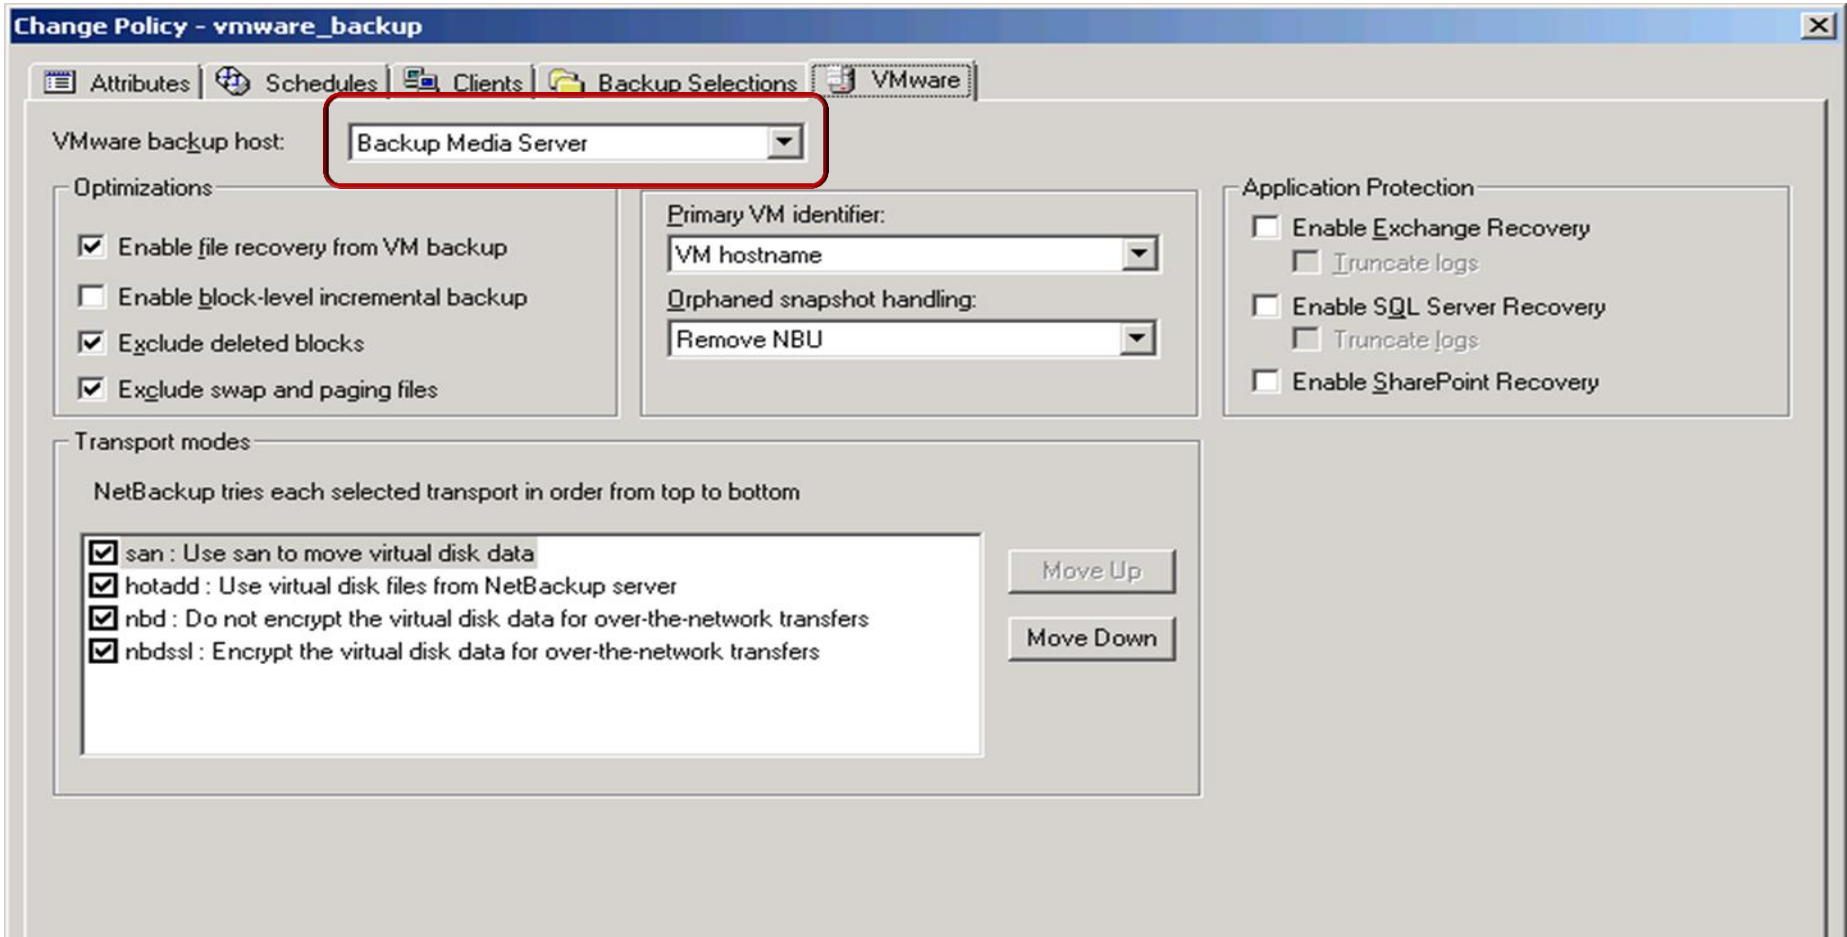 Change Policy - vmware_backup
Attributes Schedules Clients Backup Selections VMware
VMware backup host: Backup Media Server
Optimizations
Enable file recovery from VM backup
Enable block-level incremental backup
Exclude deleted blocks
Exclude swap and paging files
Primary VM identifier:
VM hostname
Orphaned snapshot handling:
Remove NBU
Application Protection
Enable Exchange Recovery
Truncate logs
Enable SQL Server Recovery
Truncate logs
Enable SharePoint Recovery
Transport modes
NetBackup tries each selected transport in order from top to bottom
san : Use san to move virtual disk data
hotadd : Use virtual disk files from NetBackup server
nbd : Do not encrypt the virtual disk data for over-the-network transfers
nbdssl : Encrypt the virtual disk data for over-the-network transfers
Move Up
Move Down